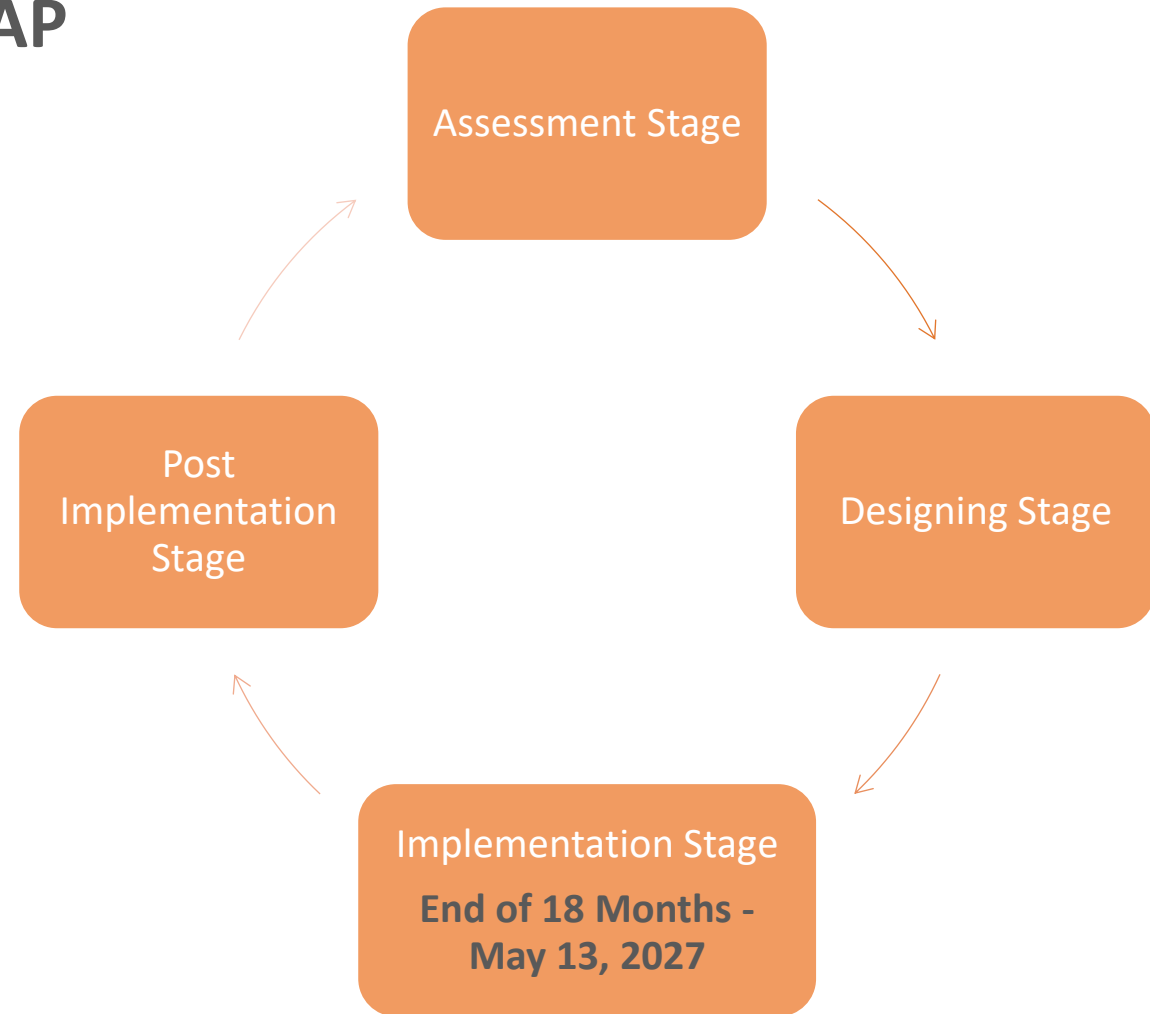 AP
Assessment Stage
Designing Stage
Implementation Stage
End of 18 Months -
May 13, 2027
Post
Implementation
Stage